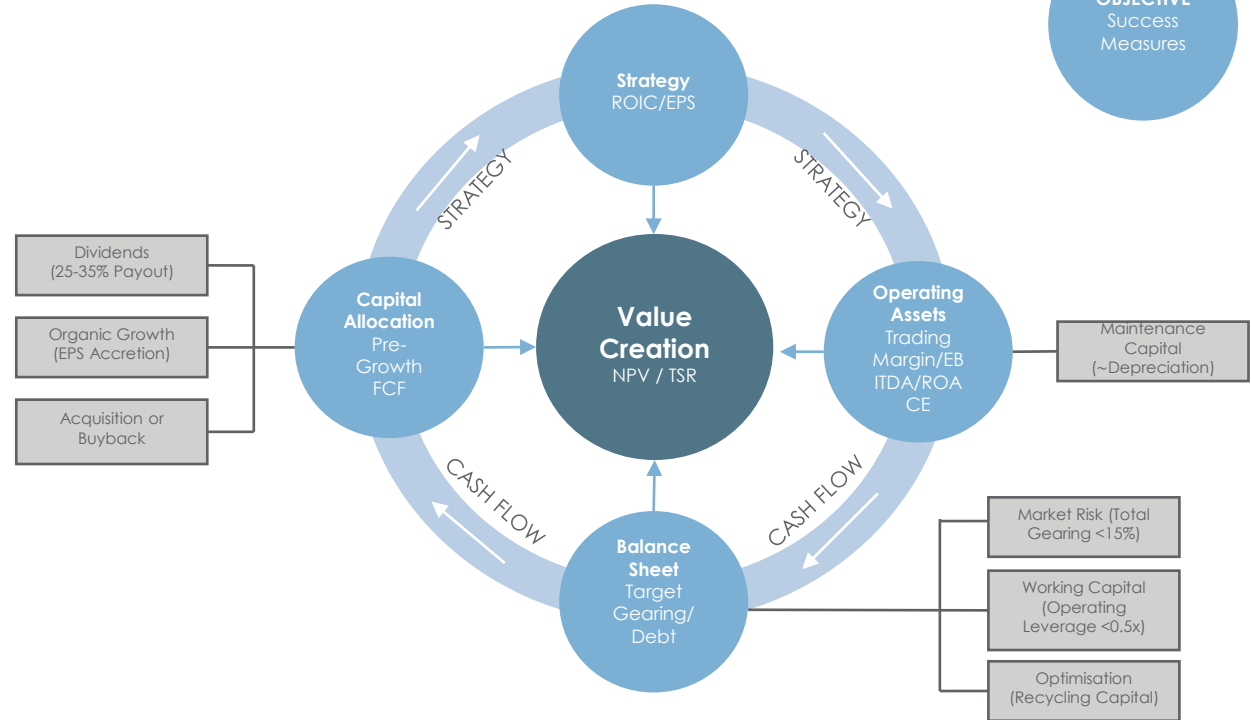 OBJECTIVE
Success
Measures
Strategy
ROIC/EPS
STRATEGY
STRATEGY
Dividends
(25-35% Payout)
Organic Growth
(EPS Accretion)
Acquisition or
Buyback
Capital
Allocation
Pre-
Growth
FCF
Value
Creation
NPV / TSR
Operating
Assets
Trading
Margin/EB
ITDA/ROA
CE
Maintenance
Capital
(~Depreciation)
CASH FLOW
CASH FLOW
Balance
Sheet
Target
Gearing/
Debt
Market Risk (Total
Gearing <15%)
Working Capital
(Operating
Leverage <0.5x)
Optimisation
(Recycling Capital)